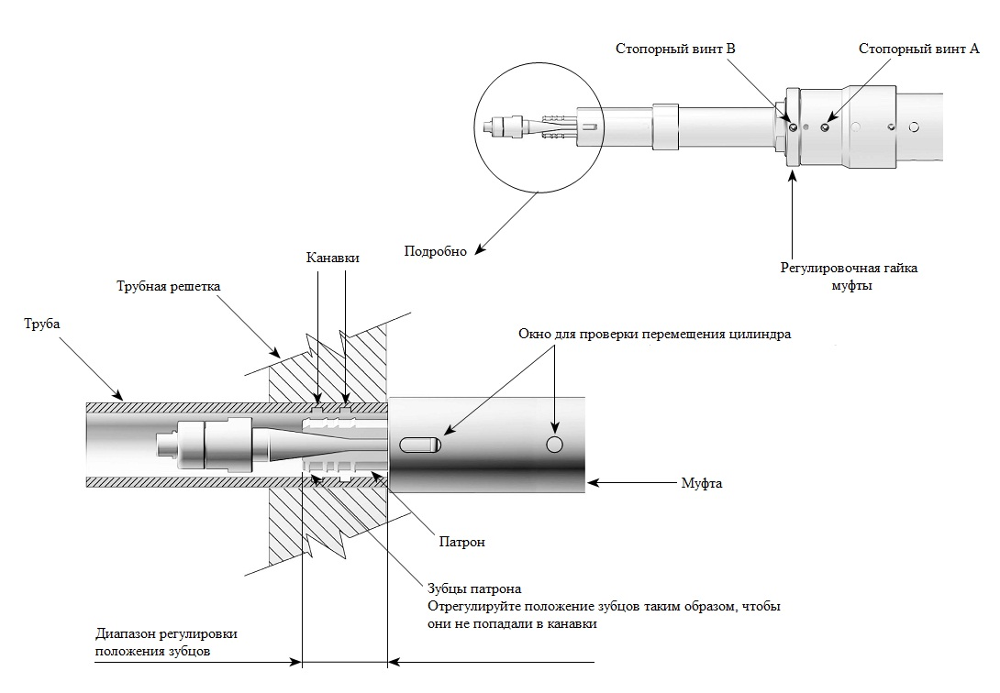 Стопорный винт B
Стопорный винт A
Подробно
Регулировочная гайка
муфты
Канавки
Трубная решетка
Труба
Окно для проверки перемещения цилиндра
Муфта
Патрон
Зубцы патрона
Отрегулируйте положение зубцов таким образом, чтобы
они не попадали в канавки
Диапазон регулировки
положения зубцов